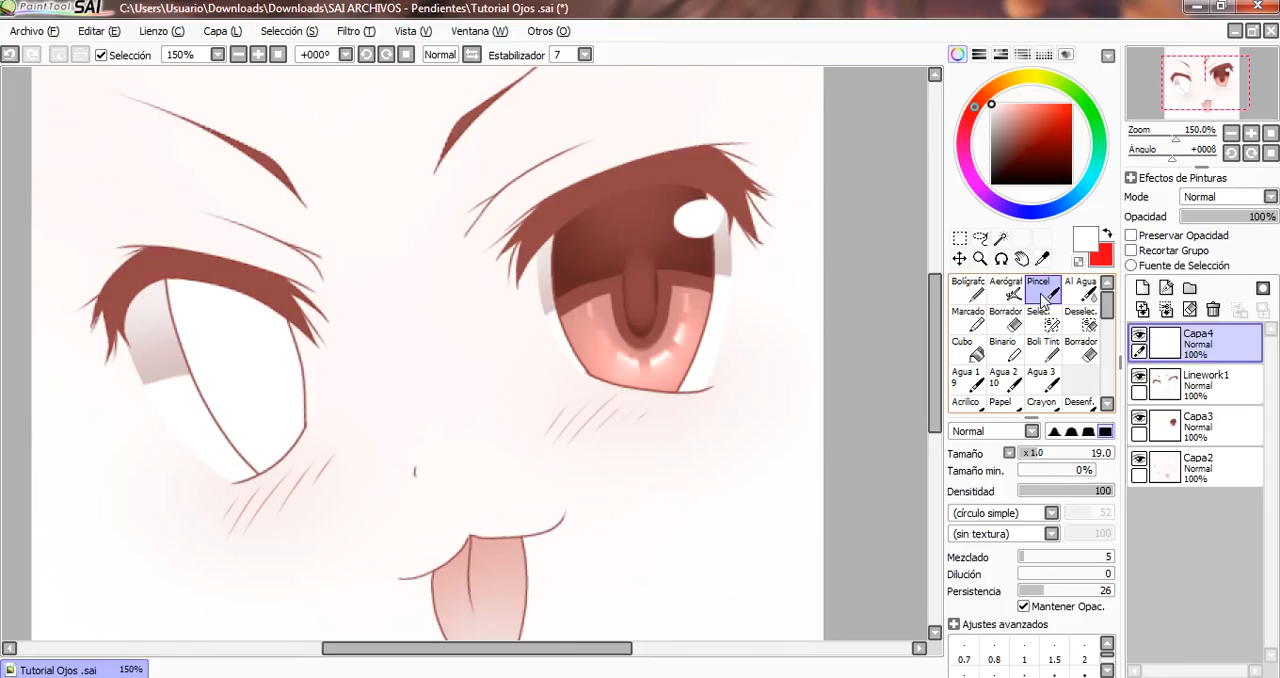 PaintTool SAI C:\Users\Usuario\Downloads\Downloads\SAI ARCHIVOS - Pendientes\Tutorial Ojos .sai (*)
Archivo (F) Editar (E) Lienzo (C) Capa (L) Selección (S) Filtro (T) Vista (V) Ventana (W) Otros (O)
Selección 150% +000º Normal Estabilizador 7
Zoom 150.0%
Ángulo +000ß
Efectos de Pinturas
Modo Normal
Opacidad 100%
Preservar Opacidad
Recortar Grupo
Fuente de Selección
Bolígrafo Aerógraf Pincel Al Agua
Marcado Borrador Selec. Deselec.
Cubo Binario Boli Tint Borrador
Agua 1 Agua 2 Agua 3
9 10
Acrilico Papel Crayon Desenf.
Normal
Tamaño x 1.0 19.0
Tamaño min. 0%
Densitidad 100
(círculo simple) 52
(sin textura) 100
Mezclado 5
Dilución 0
Persistencia 26
Mantener Opac.
Ajustes avanzados
0.7 0.8 1 1.5 2
Capa4
Normal
100%
Linework1
Normal
100%
Capa3
Normal
100%
Capa2
Normal
100%
Tutorial Ojos .sai 150%